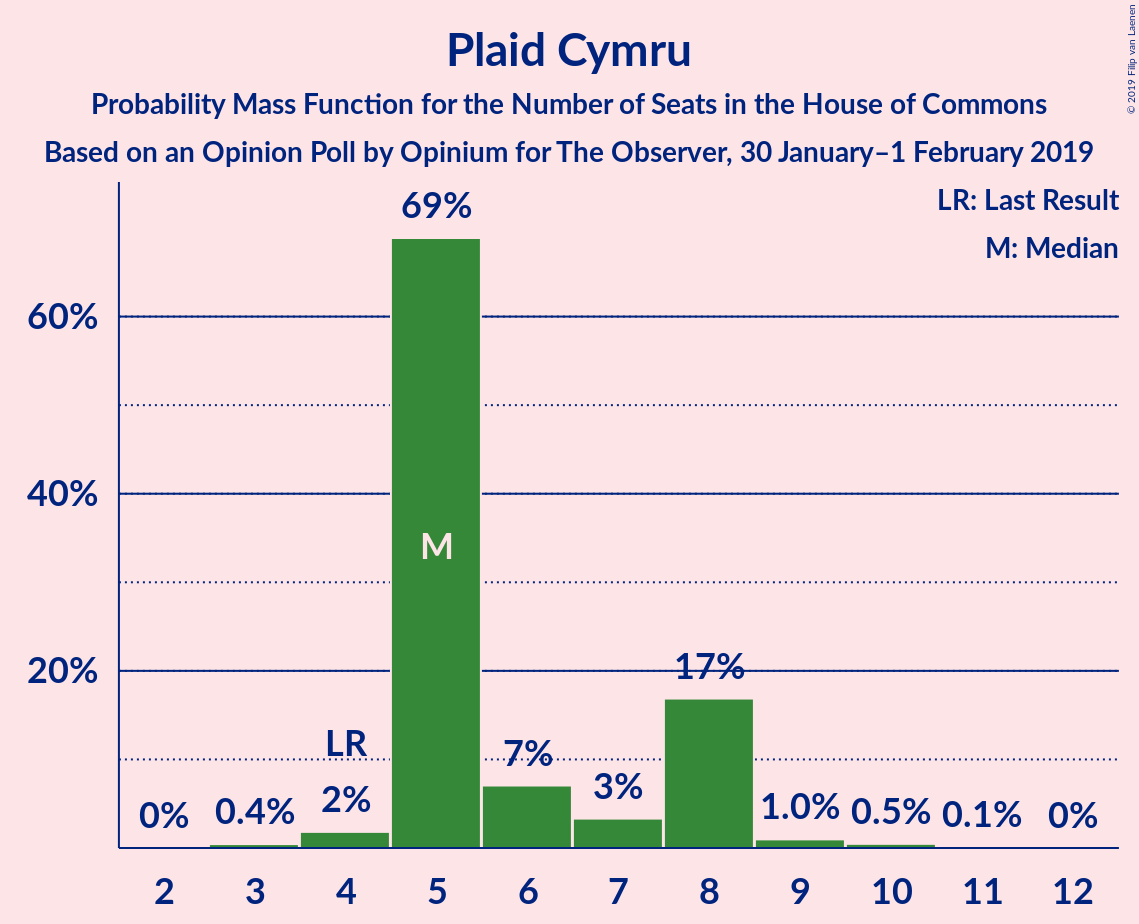 Plaid Cymru
Probability Mass Function for the Number of Seats in the House of Commons
Based on an Opinion Poll by Opinium for The Observer, 30 January–1 February 2019
© 2019 Filip van Laenen
LR: Last Result
M: Median
60%
40%
20%
0%
0.4%
LR
2%
69%
M
7%
3%
17%
1.0%
0.5%
0.1%
0%
2 3 4 5 6 7 8 9 10 11 12